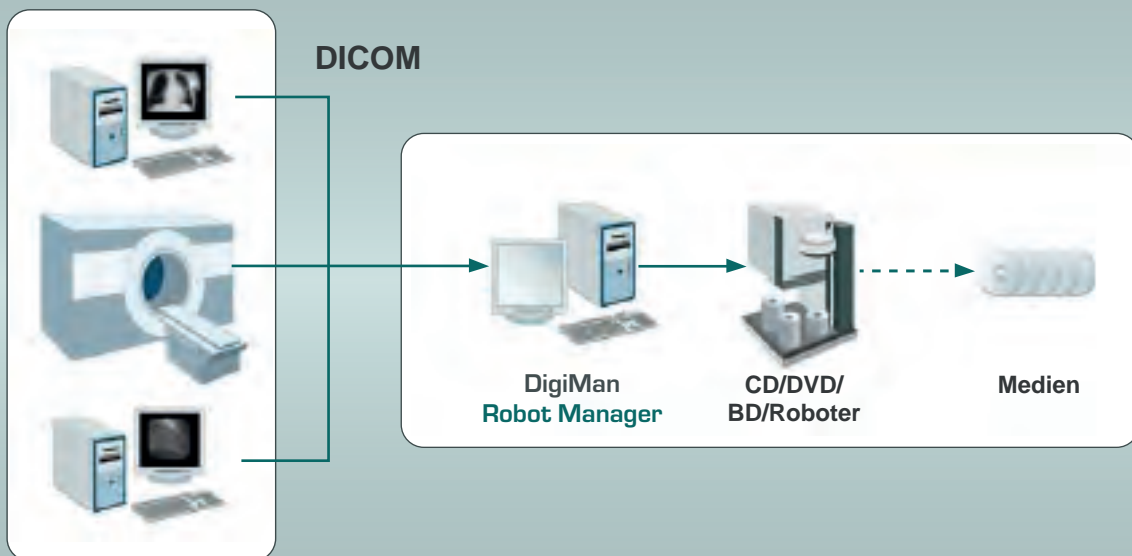 DICOM
DigiMan
Robot Manager
CD/DVD/
BD/Roboter
Medien